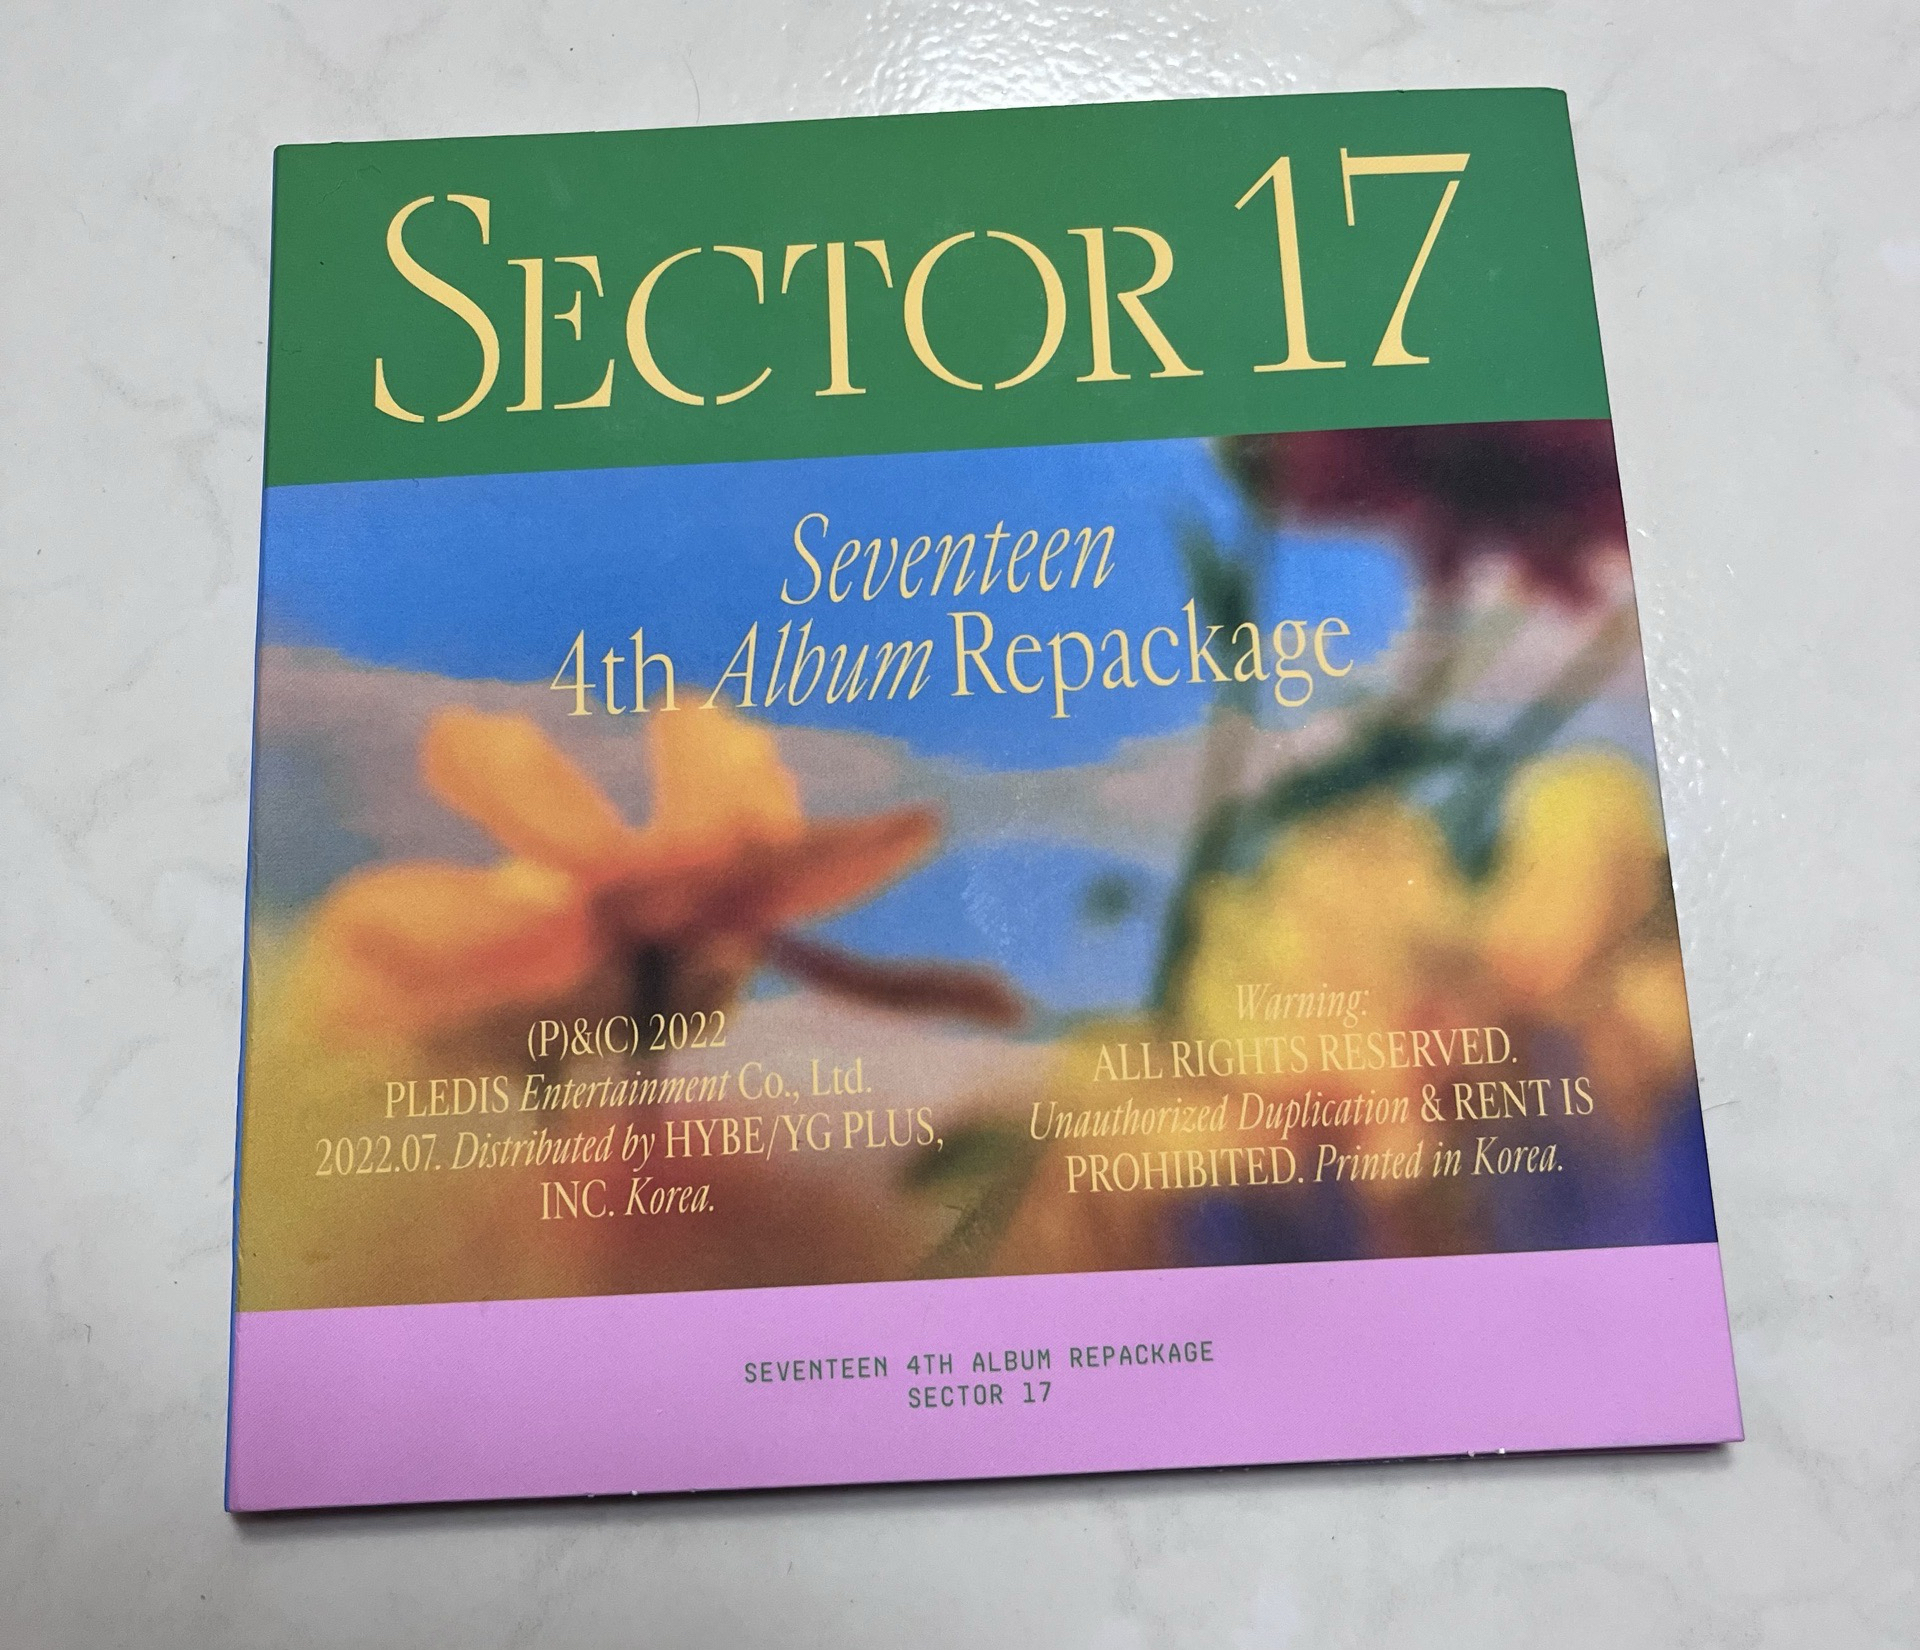 SECTOR 17
Seventeen
4th Album Repackage
(P)&(C) 2022
PLEDIS Entertainment Co., Ltd.
2022.07. Distributed by HYBE/YG PLUS,
INC. Korea.
Warning:
ALL RIGHTS RESERVED.
Unauthorized Duplication & RENT IS
PROHIBITED. Printed in Korea.
SEVENTEEN 4TH ALBUM REPACKAGE
SECTOR 17